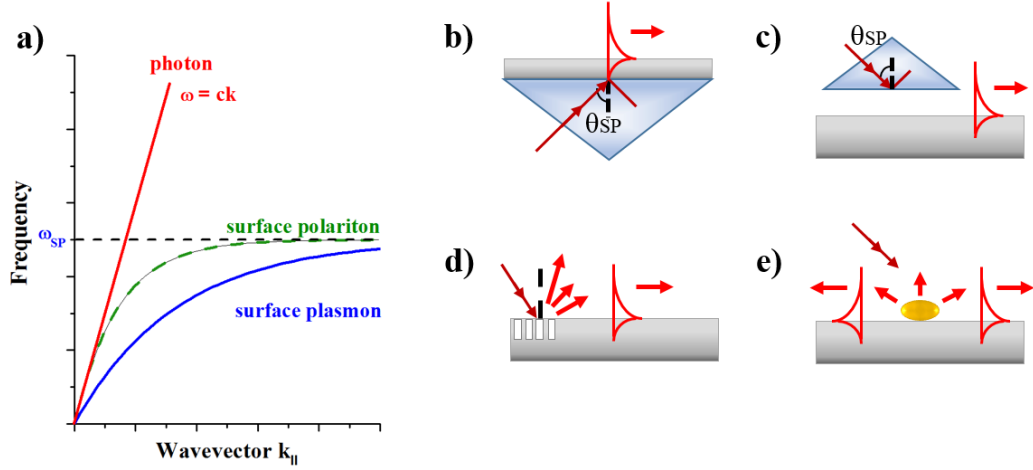 a)
photon
ω = ck
surface polariton
ωSP
surface plasmon
Frequency
Wavevector k||
b)
θSP
c)
θSP
d)
e)